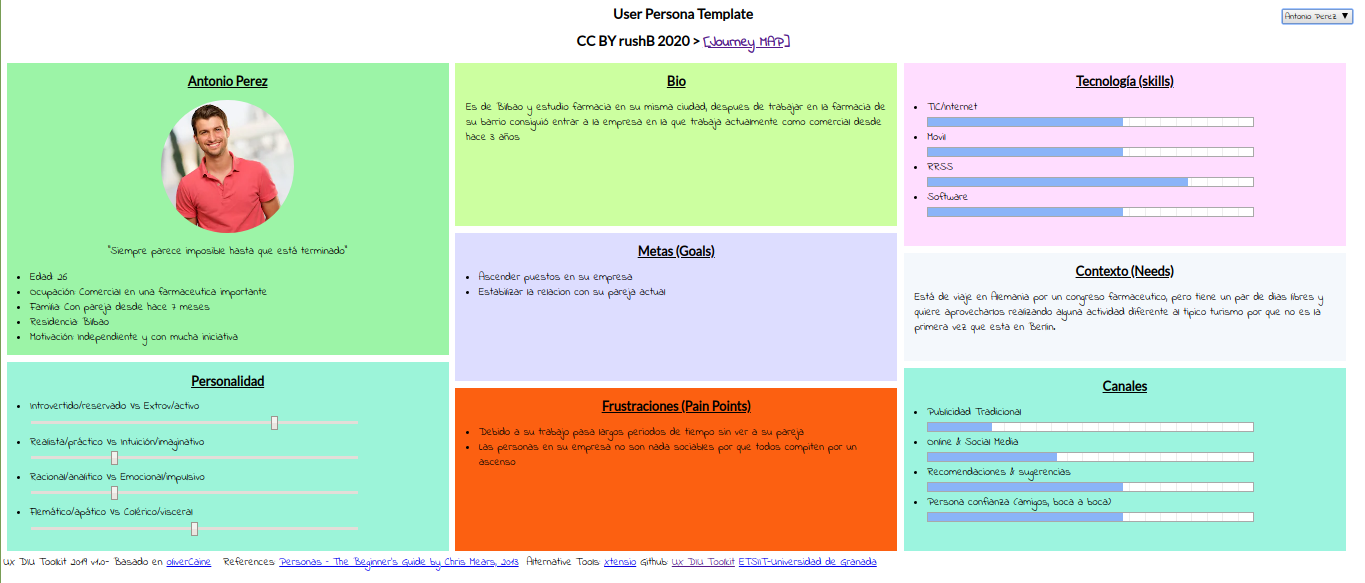 User Persona Template
Antonio Perez ▼
CC BY rushB 2020 > [Journey MAP]
Antonio Perez
"Siempre parece imposible hasta que está terminado"
Edad: 26
Ocupación: Comercial en una farmaceutica importante
Familia: Con pareja desde hace 7 meses
Residencia: Bilbao
Motivación: Independiente y con mucha iniciativa
Personalidad
Introvertido/reservado Vs Extrov/activo
Realista/práctico Vs Intuición/imaginativo
Racional/analítico Vs Emocional/impulsivo
Flemático/apático Vs Colérico/visceral
Bio
Es de Bilbao y estudio farmacia en su misma ciudad, despues de trabajar en la farmacia de
su barrio consiguió entrar a la empresa en la que trabaja actualmente como comercial desde
hace 3 años
Metas (Goals)
Ascender puestos en su empresa
Estabilizar la relacion con su pareja actual
Frustraciones (Pain Points)
Debido a su trabajo pasa largos periodos de tiempo sin ver a su pareja
Las personas en su empresa no son nada sociables por que todos compiten por un
ascenso
Tecnología (skills)
TIC/Internet
Movil
RRSS
Software
Contexto (Needs)
Está de viaje en Alemania por un congreso farmaceutico, pero tiene un par de dias libres y
quiere aprovecharlos realizando alguna actividad diferente al tipico turismo por que no es la
primera vez que esta en Berlin.
Canales
Publicidad Tradicional
Online & Social Media
Recomendaciones & sugerencias
Persona confianza (amigos, boca a boca)
UX DIU Toolkit 2019 v1.0- Basado en: oliverCaine References: Personas - The Beginner's Guide by Chris Mears, 2013 Alternative Tools: Xtensio Github: UX DIU Toolkit ETSIIT-Universidad de Granada